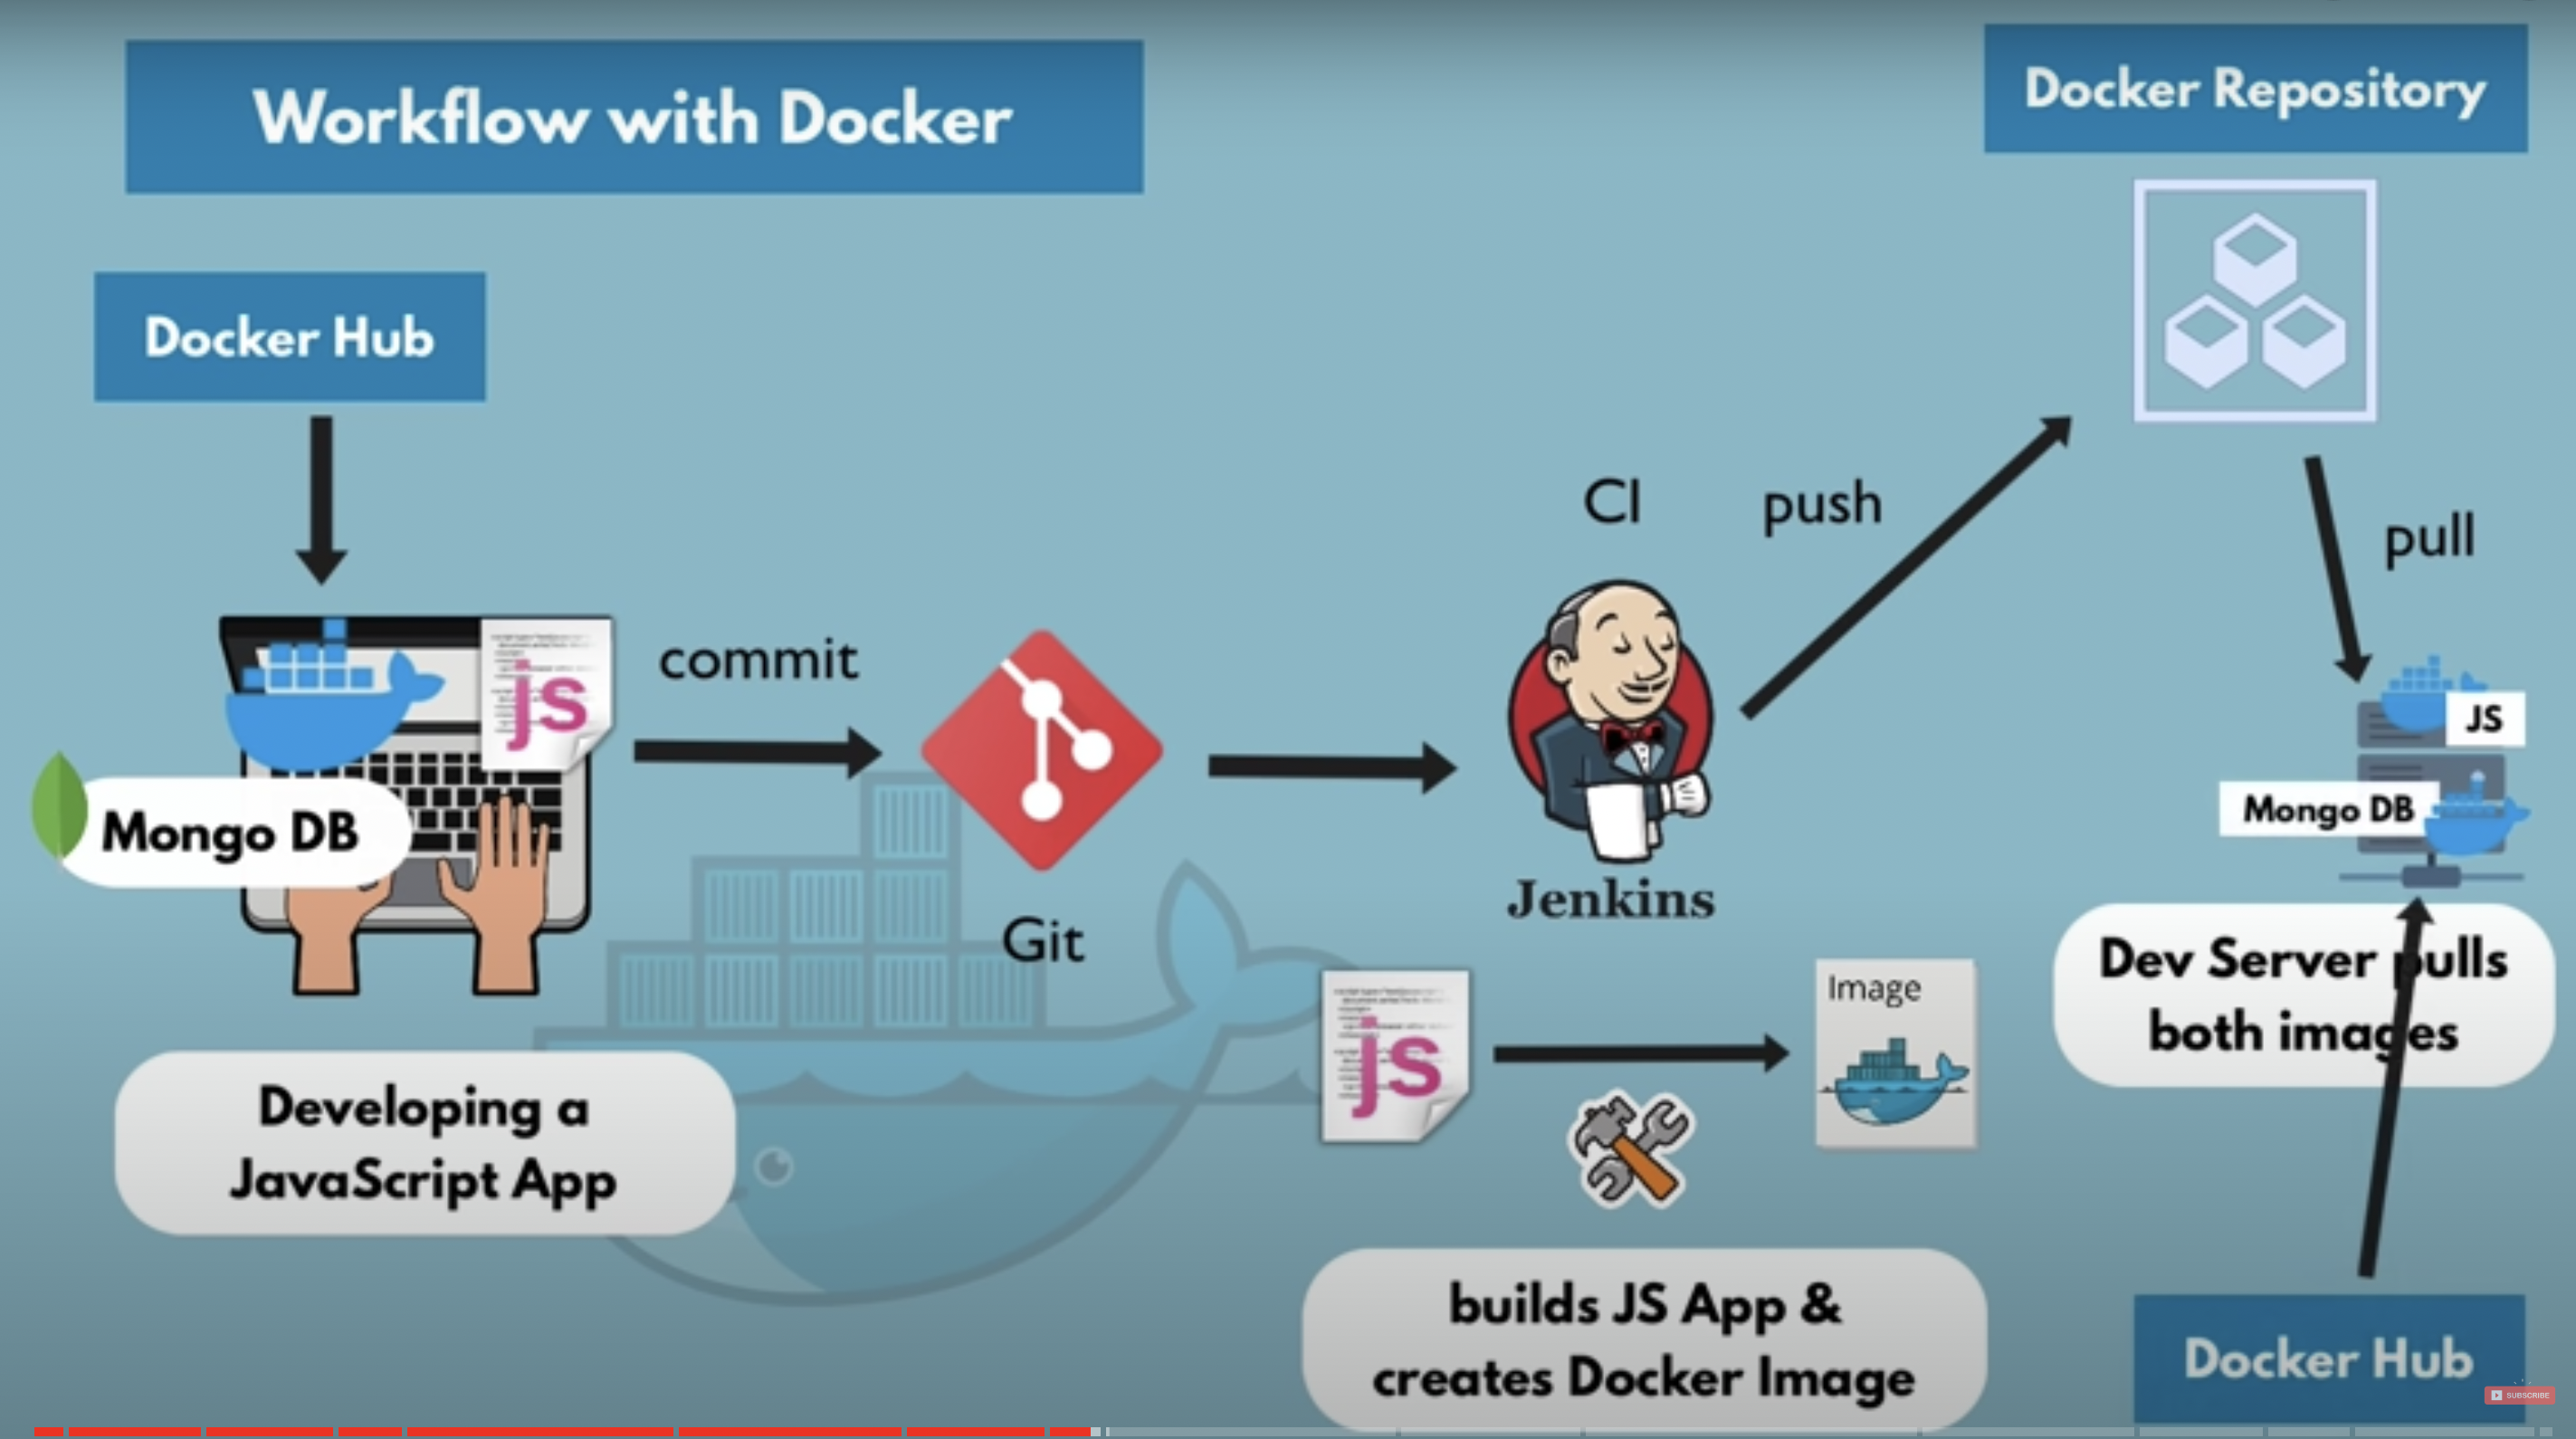 Workflow with Docker
Docker Repository
Docker Hub
CI
push
pull
commit
js
JS
Mongo DB
Mongo DB
Jenkins
Git
Dev Server pulls
both images
Image
js
Developing a
JavaScript App
builds JS App &
creates Docker Image
Docker Hub
SUBSCRIBE